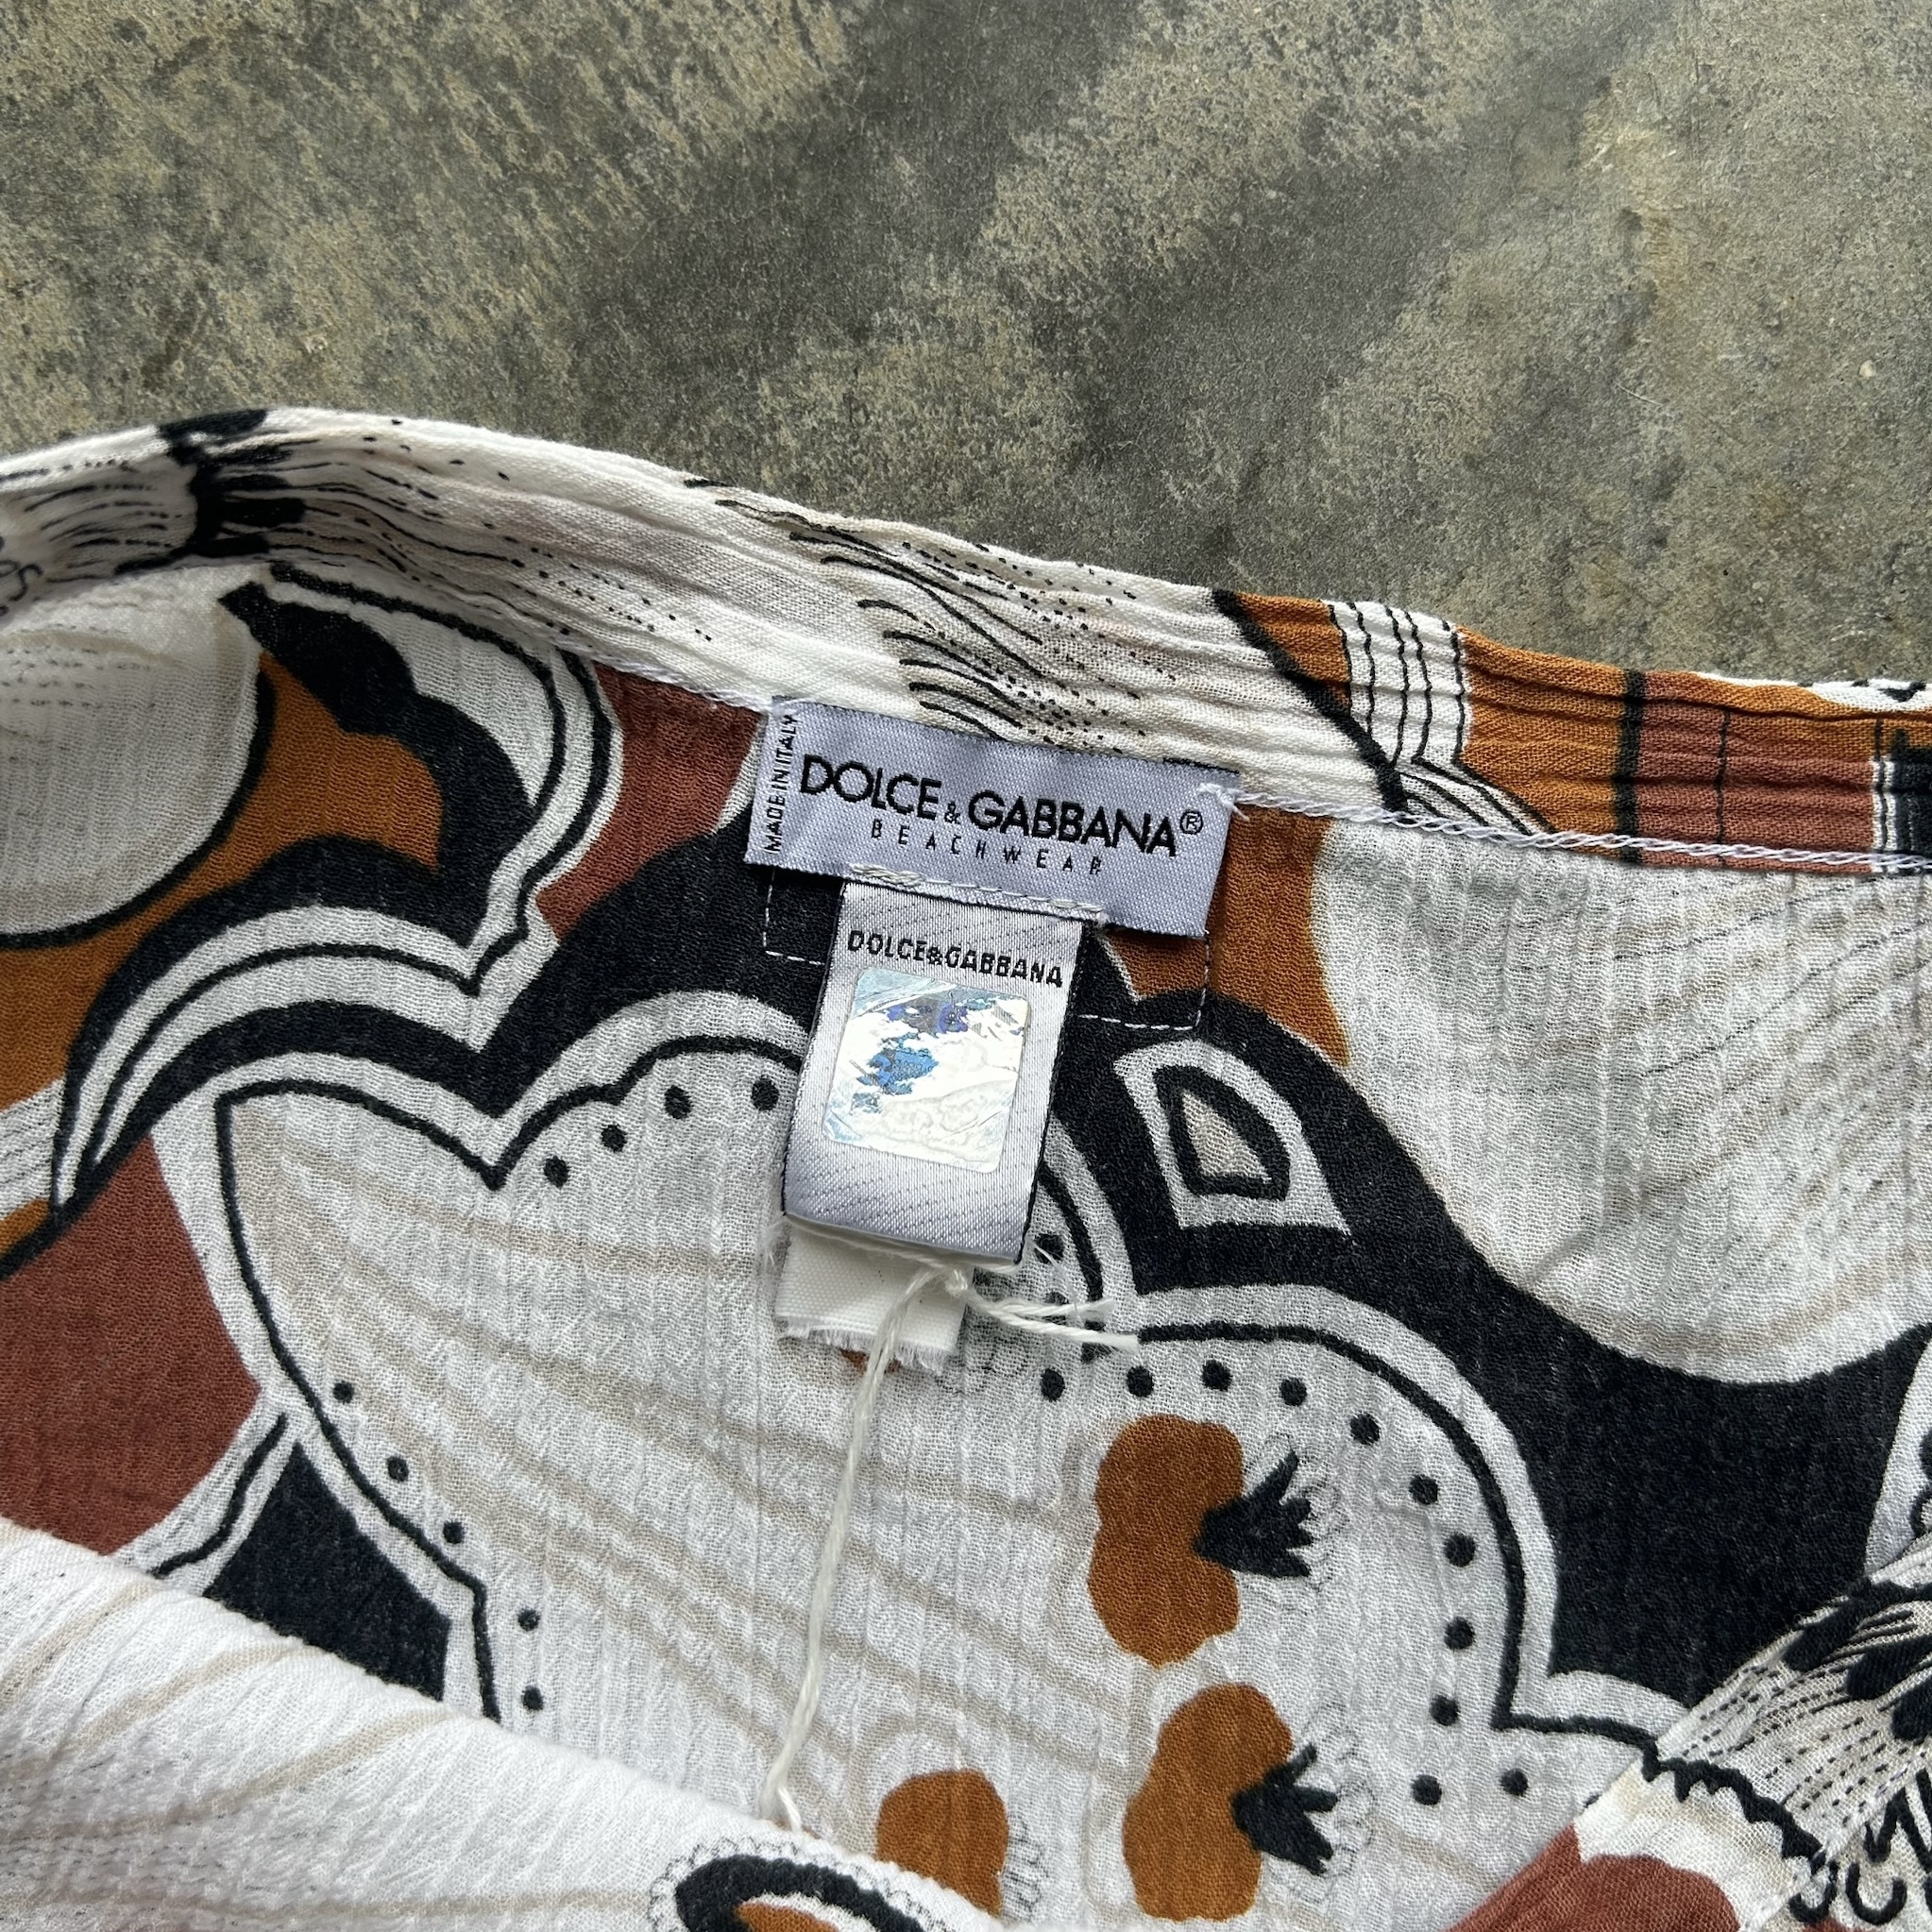 MADE IN ITALY
DOLCE & GABBANA®
BEACHWEAR
DOLCE&GABBANA